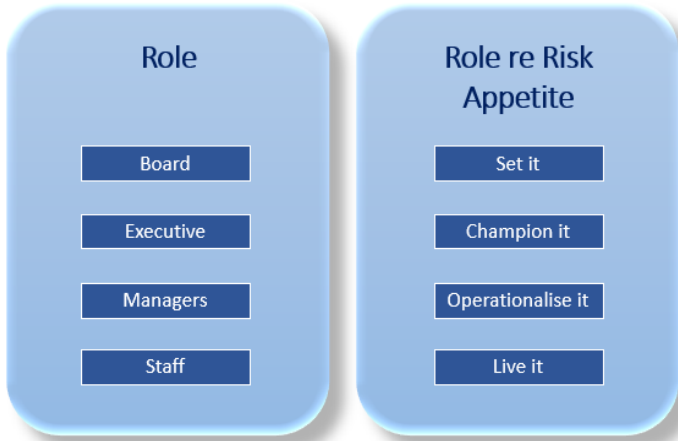 Role
Board
Executive
Managers
Staff
Role re Risk
Appetite
Set it
Champion it
Operationalise it
Live it